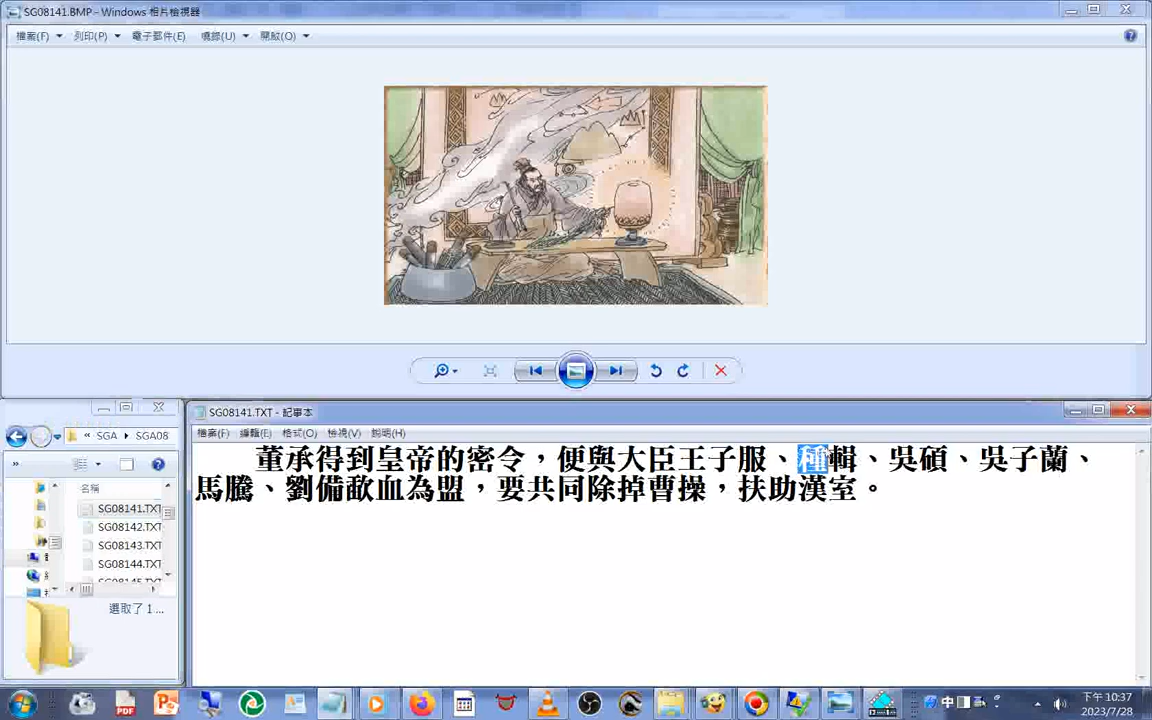 SG08141.BMP - Windows 相片檢視器
檔案(F) 列印(P) 電子郵件(E) 燒錄(U) 開啟(O)
SG08141.TXT - 記事本
檔案(F) 編輯(E) 格式(O) 檢視(V) 說明(H)
董承得到皇帝的密令，便與大臣王子服、種輯、吳碩、吳子蘭、
馬騰、劉備歃血為盟，要共同除掉曹操，扶助漢室。
« SGA SGA08
»
名稱
SG08141.TXT
SG08142.TXT
SG08143.TXT
SG08144.TXT
SG08145.TXT
選取了 1 ...
PDF
中
下午 10:37
2023/7/28